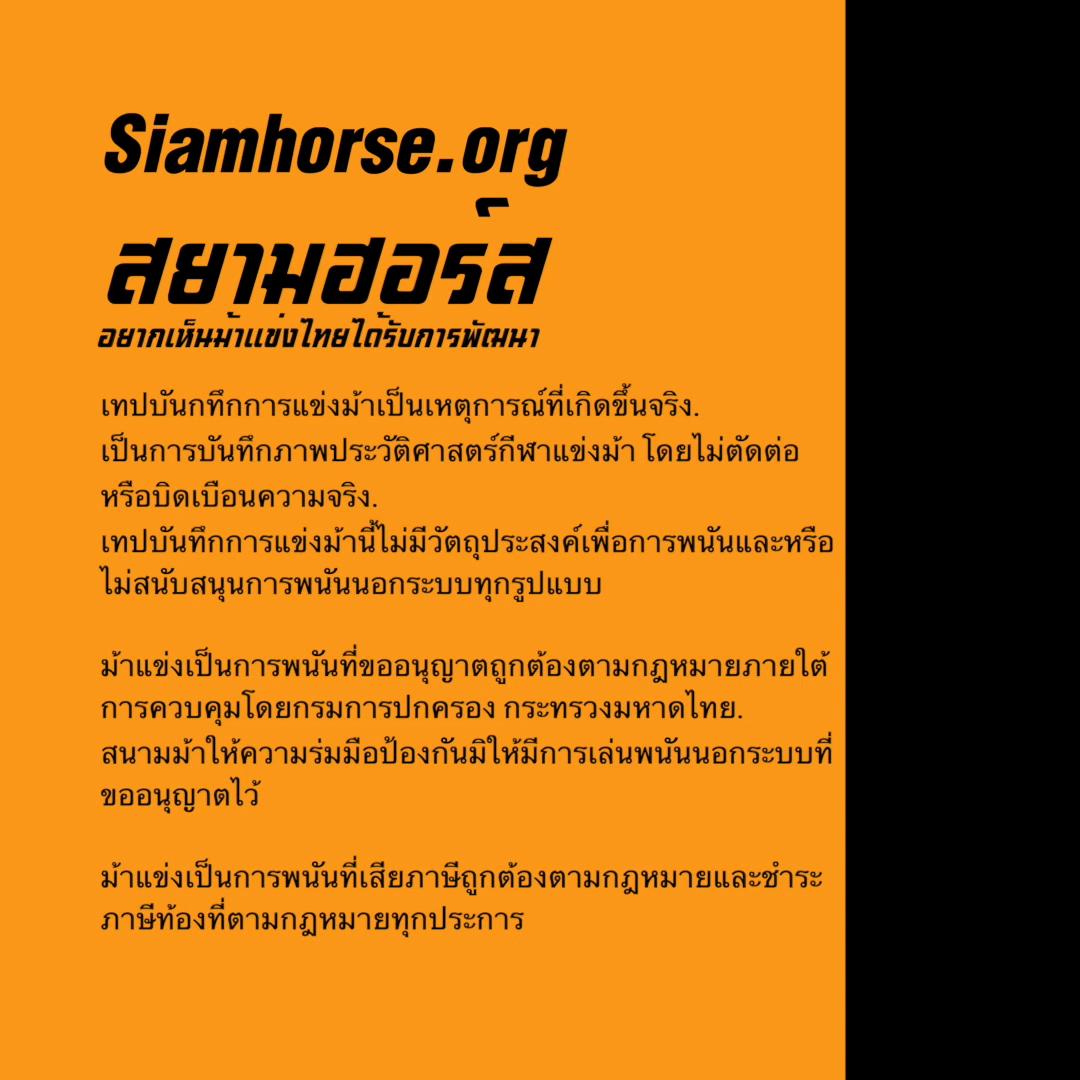 Siamhorse.org
สยามฮอร์ส
อยากเห็นม้าแข่งไทยได้รับการพัฒนา
เทปบันกทึกการแข่งม้าเป็นเหตุการณ์ที่เกิดขึ้นจริง.
เป็นการบันทึกภาพประวัติศาสตร์กีฬาแข่งม้า โดยไม่ตัดต่อ
หรือบิดเบือนความจริง.
เทปบันทึกการแข่งม้านี้ไม่มีวัตถุประสงค์เพื่อการพนันและหรือ
ไม่สนับสนุนการพนันนอกระบบทุกรูปแบบ
ม้าแข่งเป็นการพนันที่ขออนุญาตถูกต้องตามกฎหมายภายใต้
การควบคุมโดยกรมการปกครอง กระทรวงมหาดไทย.
สนามม้าให้ความร่มมือป้องกันมิให้มีการเล่นพนันนอกระบบที่
ขออนุญาตไว้
ม้าแข่งเป็นการพนันที่เสียภาษีถูกต้องตามกฎหมายและชำระ
ภาษีท้องที่ตามกฎหมายทุกประการ